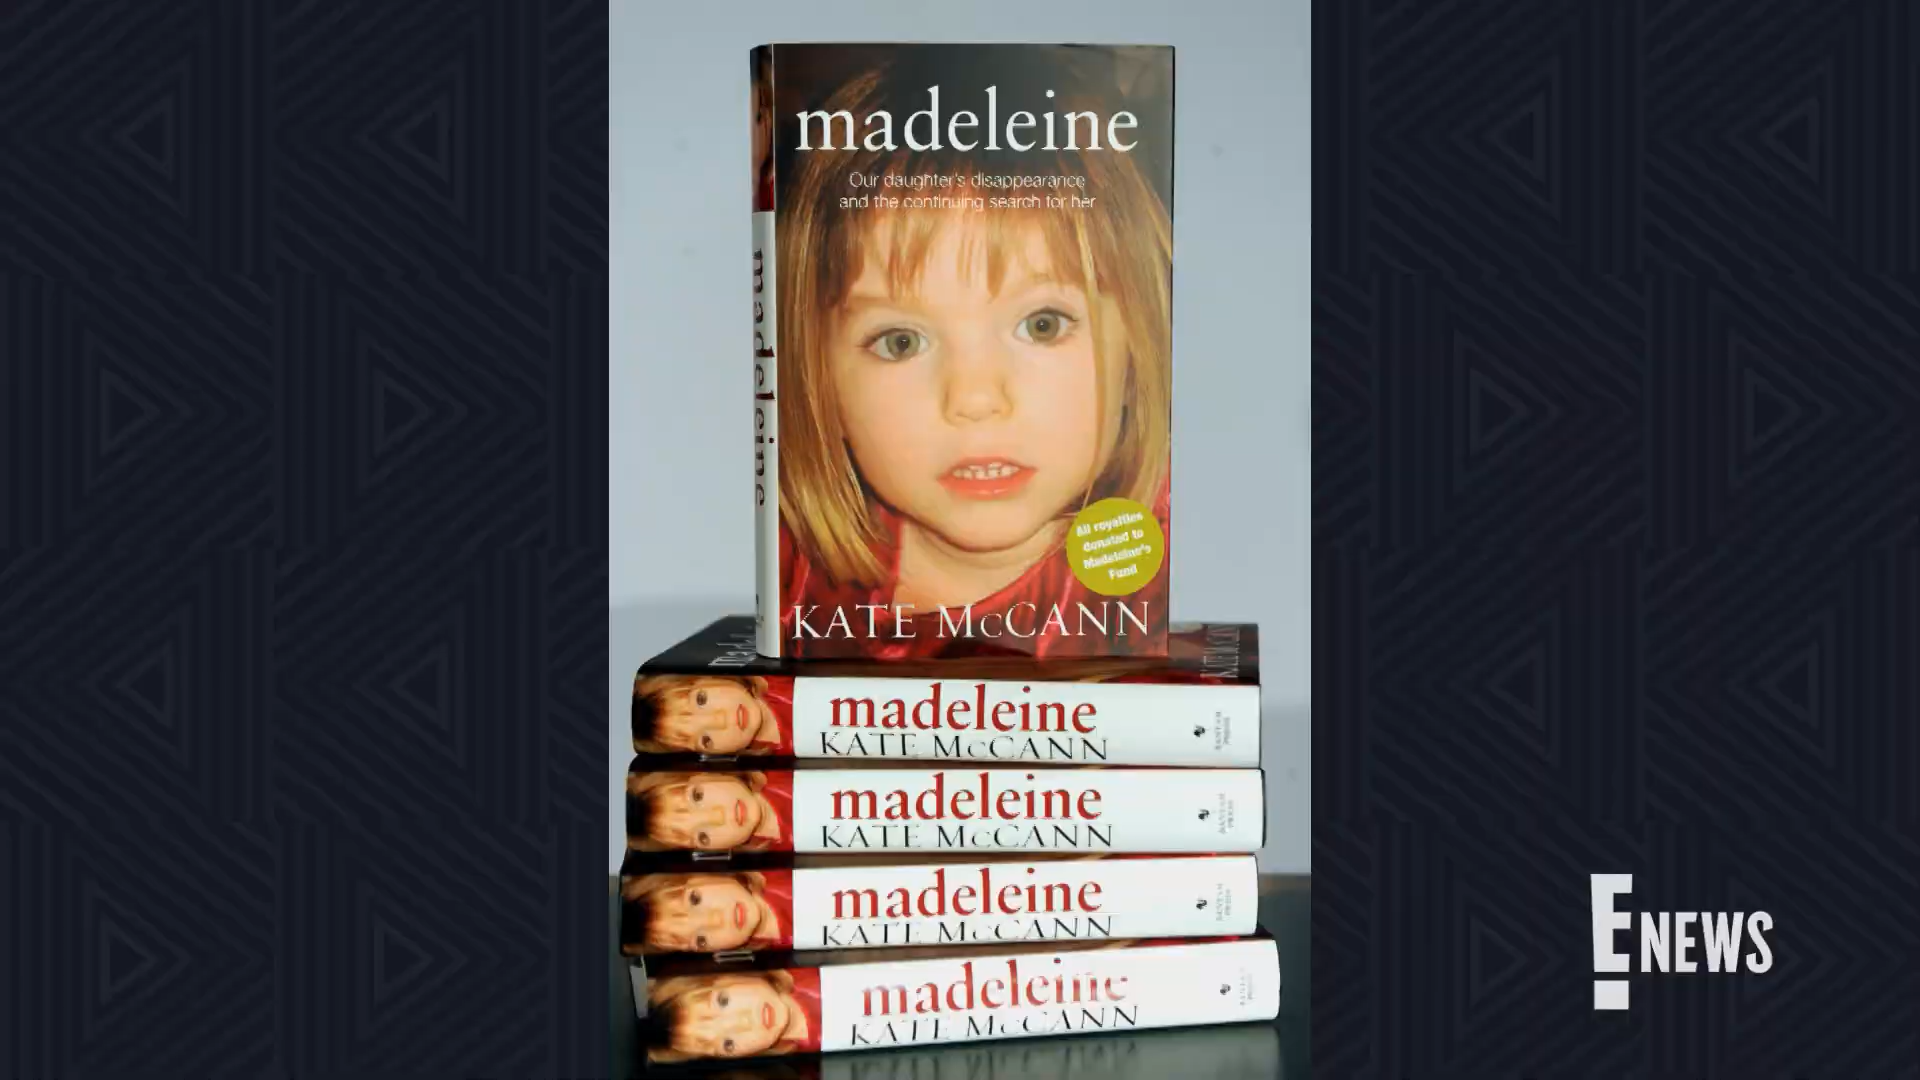 madeleine
Our daughter's disappearance
and the continuing search for her
madeleine
All royalties
donated to
Madeleine's
Fund
KATE McCANN
madeleine
KATE McCANN
madeleine
KATE McCANN
madeleine
KATE McCANN
madeleine
KATE McCANN
E NEWS